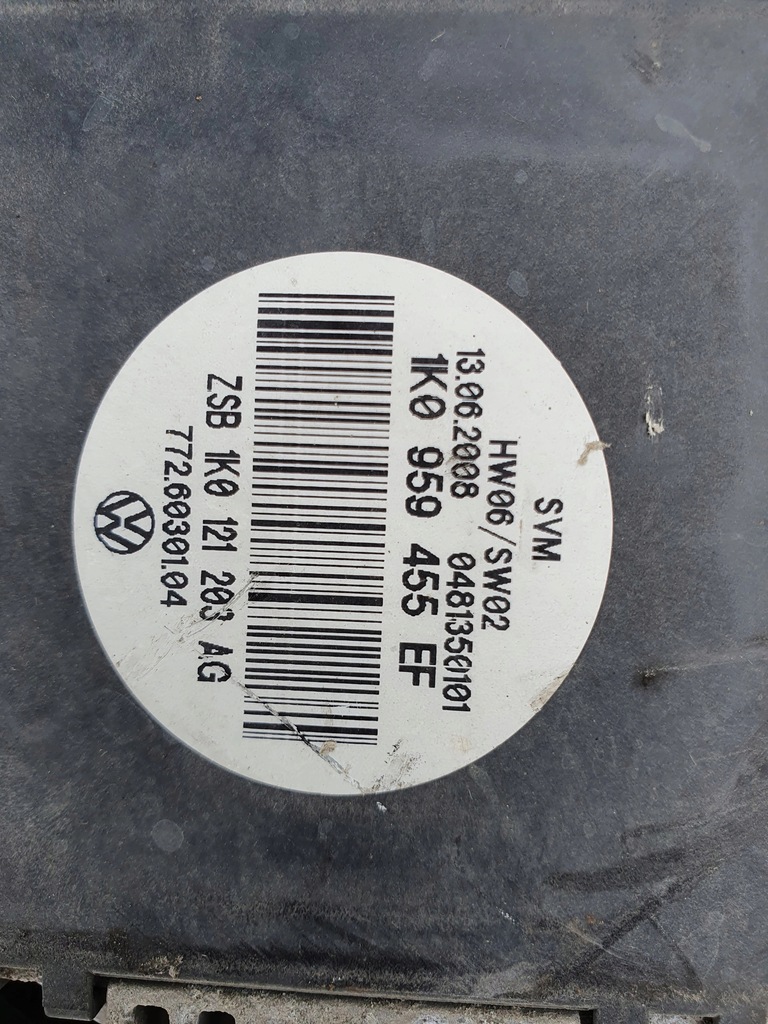 SVM
HW06/SW02
13.06.2008 0481350101
1K0 959 455 EF
ZSB 1K0 121 203 AG
772.60301.04
VW